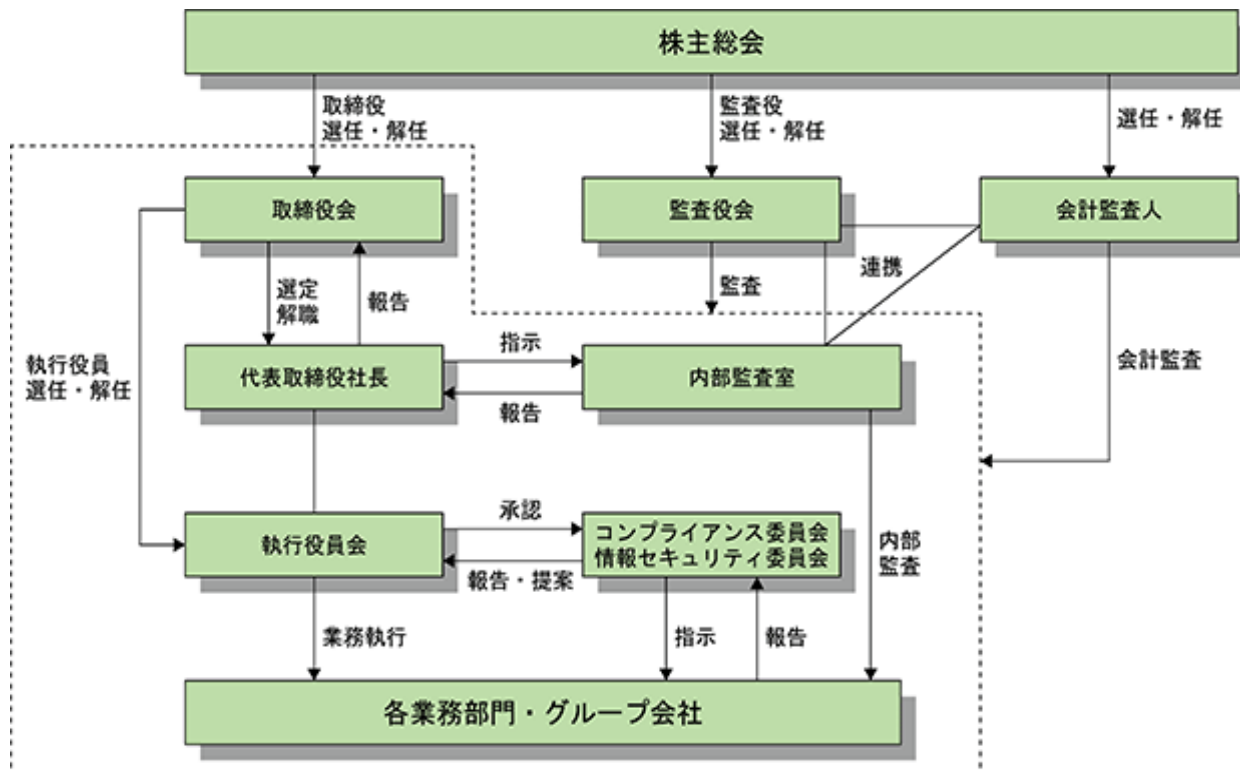 株主総会
取締役
選任・解任
監査役
選任・解任
選任・解任
取締役会
監査役会
会計監査人
選定
解職
報告
監査
連携
執行役員
選任・解任
代表取締役社長
指示
報告
内部監査室
会計監査
執行役員会
承認
報告・提案
コンプライアンス委員会
情報セキュリティ委員会
内部
監査
業務執行
指示
報告
各業務部門・グループ会社